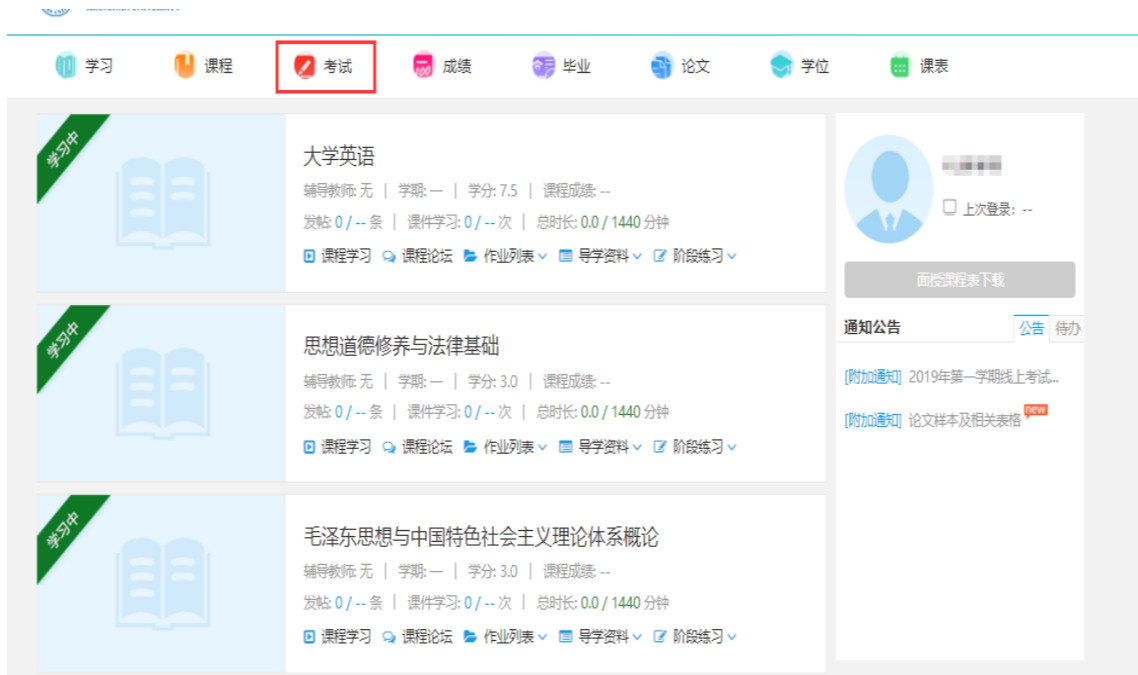 学习 课程 考试 成绩 毕业 论文 学位 课表
学习中
大学英语
辅导教师: 无 | 学期: — | 学分: 7.5 | 课程成绩: --
发帖: 0 / -- 条 | 课件学习: 0 / -- 次 | 总时长: 0.0 / 1440 分钟
课程学习 课程论坛 作业列表 导学资料 阶段练习
学习中
思想道德修养与法律基础
辅导教师: 无 | 学期: — | 学分: 3.0 | 课程成绩: --
发帖: 0 / -- 条 | 课件学习: 0 / -- 次 | 总时长: 0.0 / 1440 分钟
课程学习 课程论坛 作业列表 导学资料 阶段练习
学习中
毛泽东思想与中国特色社会主义理论体系概论
辅导教师: 无 | 学期: — | 学分: 3.0 | 课程成绩: --
发帖: 0 / -- 条 | 课件学习: 0 / -- 次 | 总时长: 0.0 / 1440 分钟
课程学习 课程论坛 作业列表 导学资料 阶段练习
上次登录: --
面授课程表下载
通知公告 公告 待办
[附加通知] 2019年第一学期线上考试...
[附加通知] 论文样本及相关表格 new